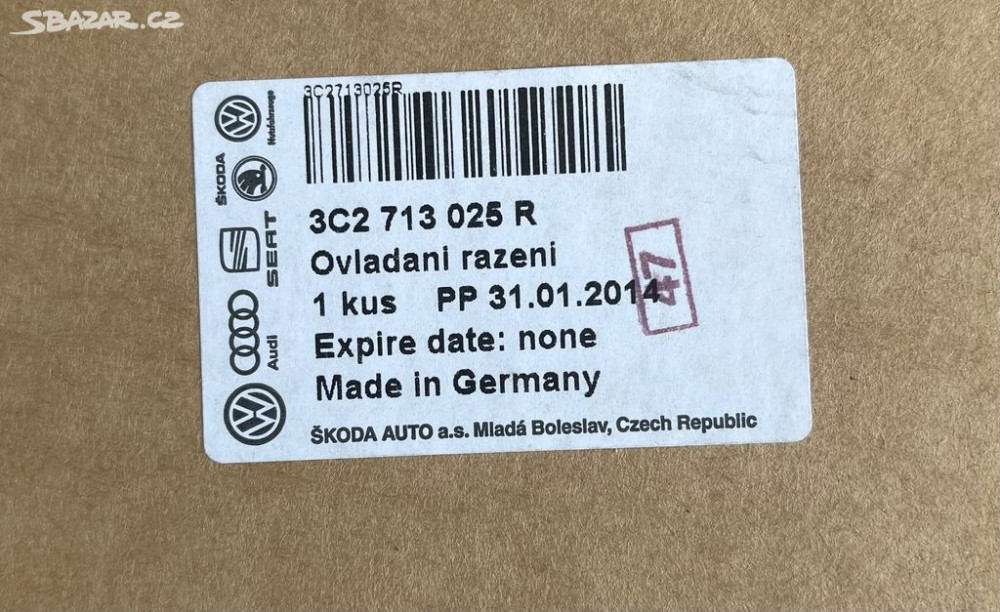 SBAZAR.CZ
3C2713025R
Nutzfahrzeuge
ŠKODA
SEAT
Audi
3C2 713 025 R
Ovladani razeni
1 kus PP 31.01.2014
47
Expire date: none
Made in Germany
ŠKODA AUTO a.s. Mladá Boleslav, Czech Republic